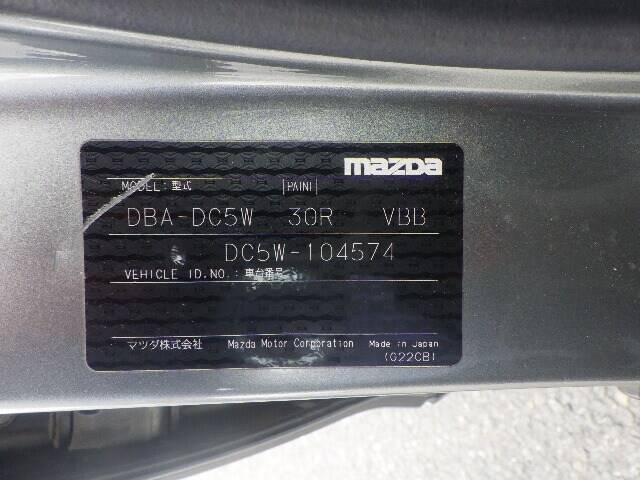 mazda
MODEL: 型式 PAINT
DBA-DC5W 30R VBB
DC5W-104574
VEHICLE ID.NO.: 車台番号
マツダ株式会社 Mazda Motor Corporation Made in Japan
(G22CB)